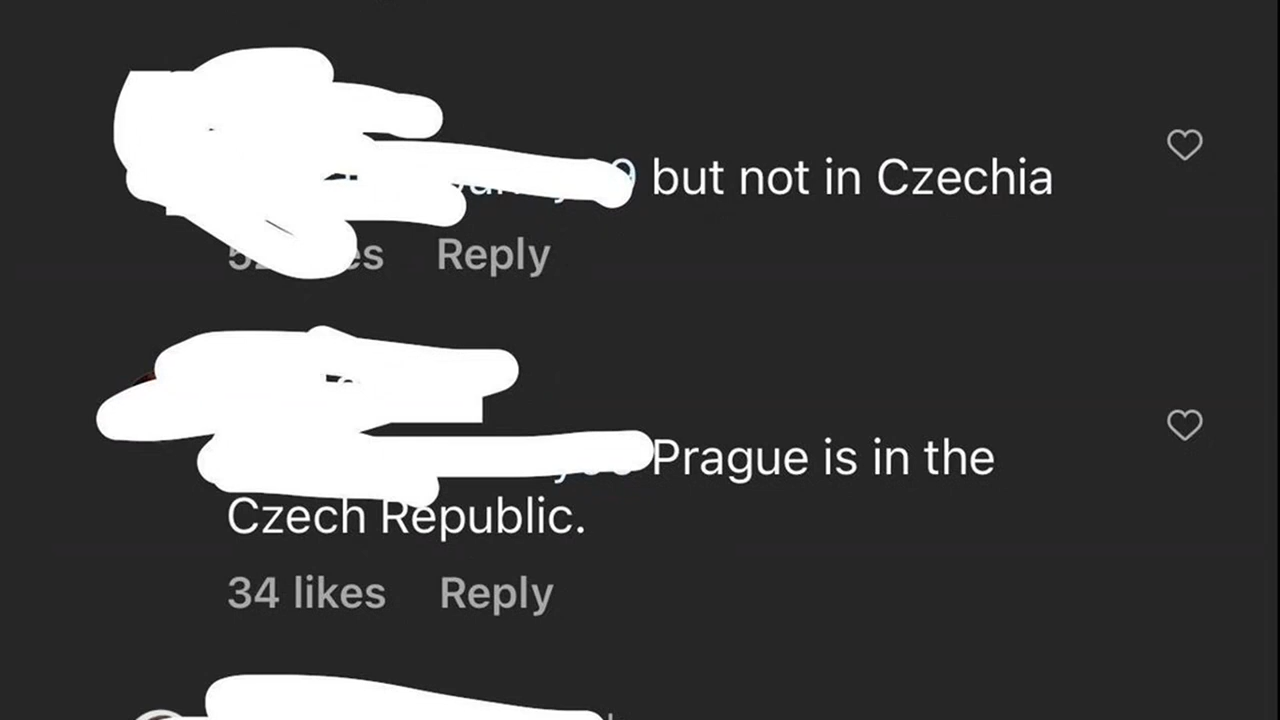 but not in Czechia
Reply
Prague is in the
Czech Republic.
34 likes Reply